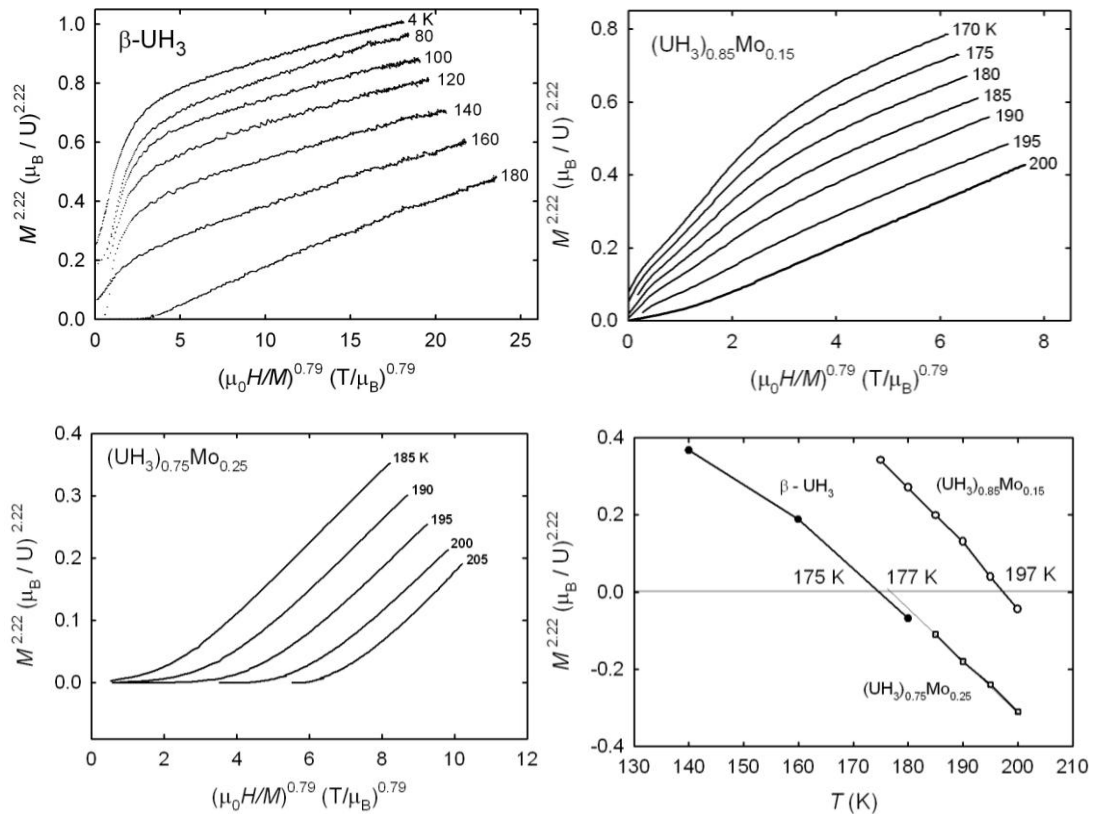 β-UH₃
4 K
80
100
120
140
160
180
1.0
0.8
0.6
0.4
0.2
0.0
M^2.22 (μ_B / U)^2.22
0 5 10 15 20 25
(μ₀H/M)^0.79 (T/μ_B)^0.79
(UH₃)₀.₈₅Mo₀.₁₅
170 K
175
180
185
190
195
200
0.8
0.6
0.4
0.2
0.0
M^2.22 (μ_B / U)^2.22
0 2 4 6 8
(μ₀H/M)^0.79 (T/μ_B)^0.79
(UH₃)₀.₇₅Mo₀.₂₅
185 K
190
195
200
205
0.4
0.3
0.2
0.1
0.0
M^2.22 (μ_B / U)^2.22
0 2 4 6 8 10 12
(μ₀H/M)^0.79 (T/μ_B)^0.79
β - UH₃
(UH₃)₀.₈₅Mo₀.₁₅
175 K 177 K 197 K
(UH₃)₀.₇₅Mo₀.₂₅
0.4
0.2
0.0
-0.2
-0.4
M^2.22 (μ_B / U)^2.22
130 140 150 160 170 180 190 200 210
T (K)